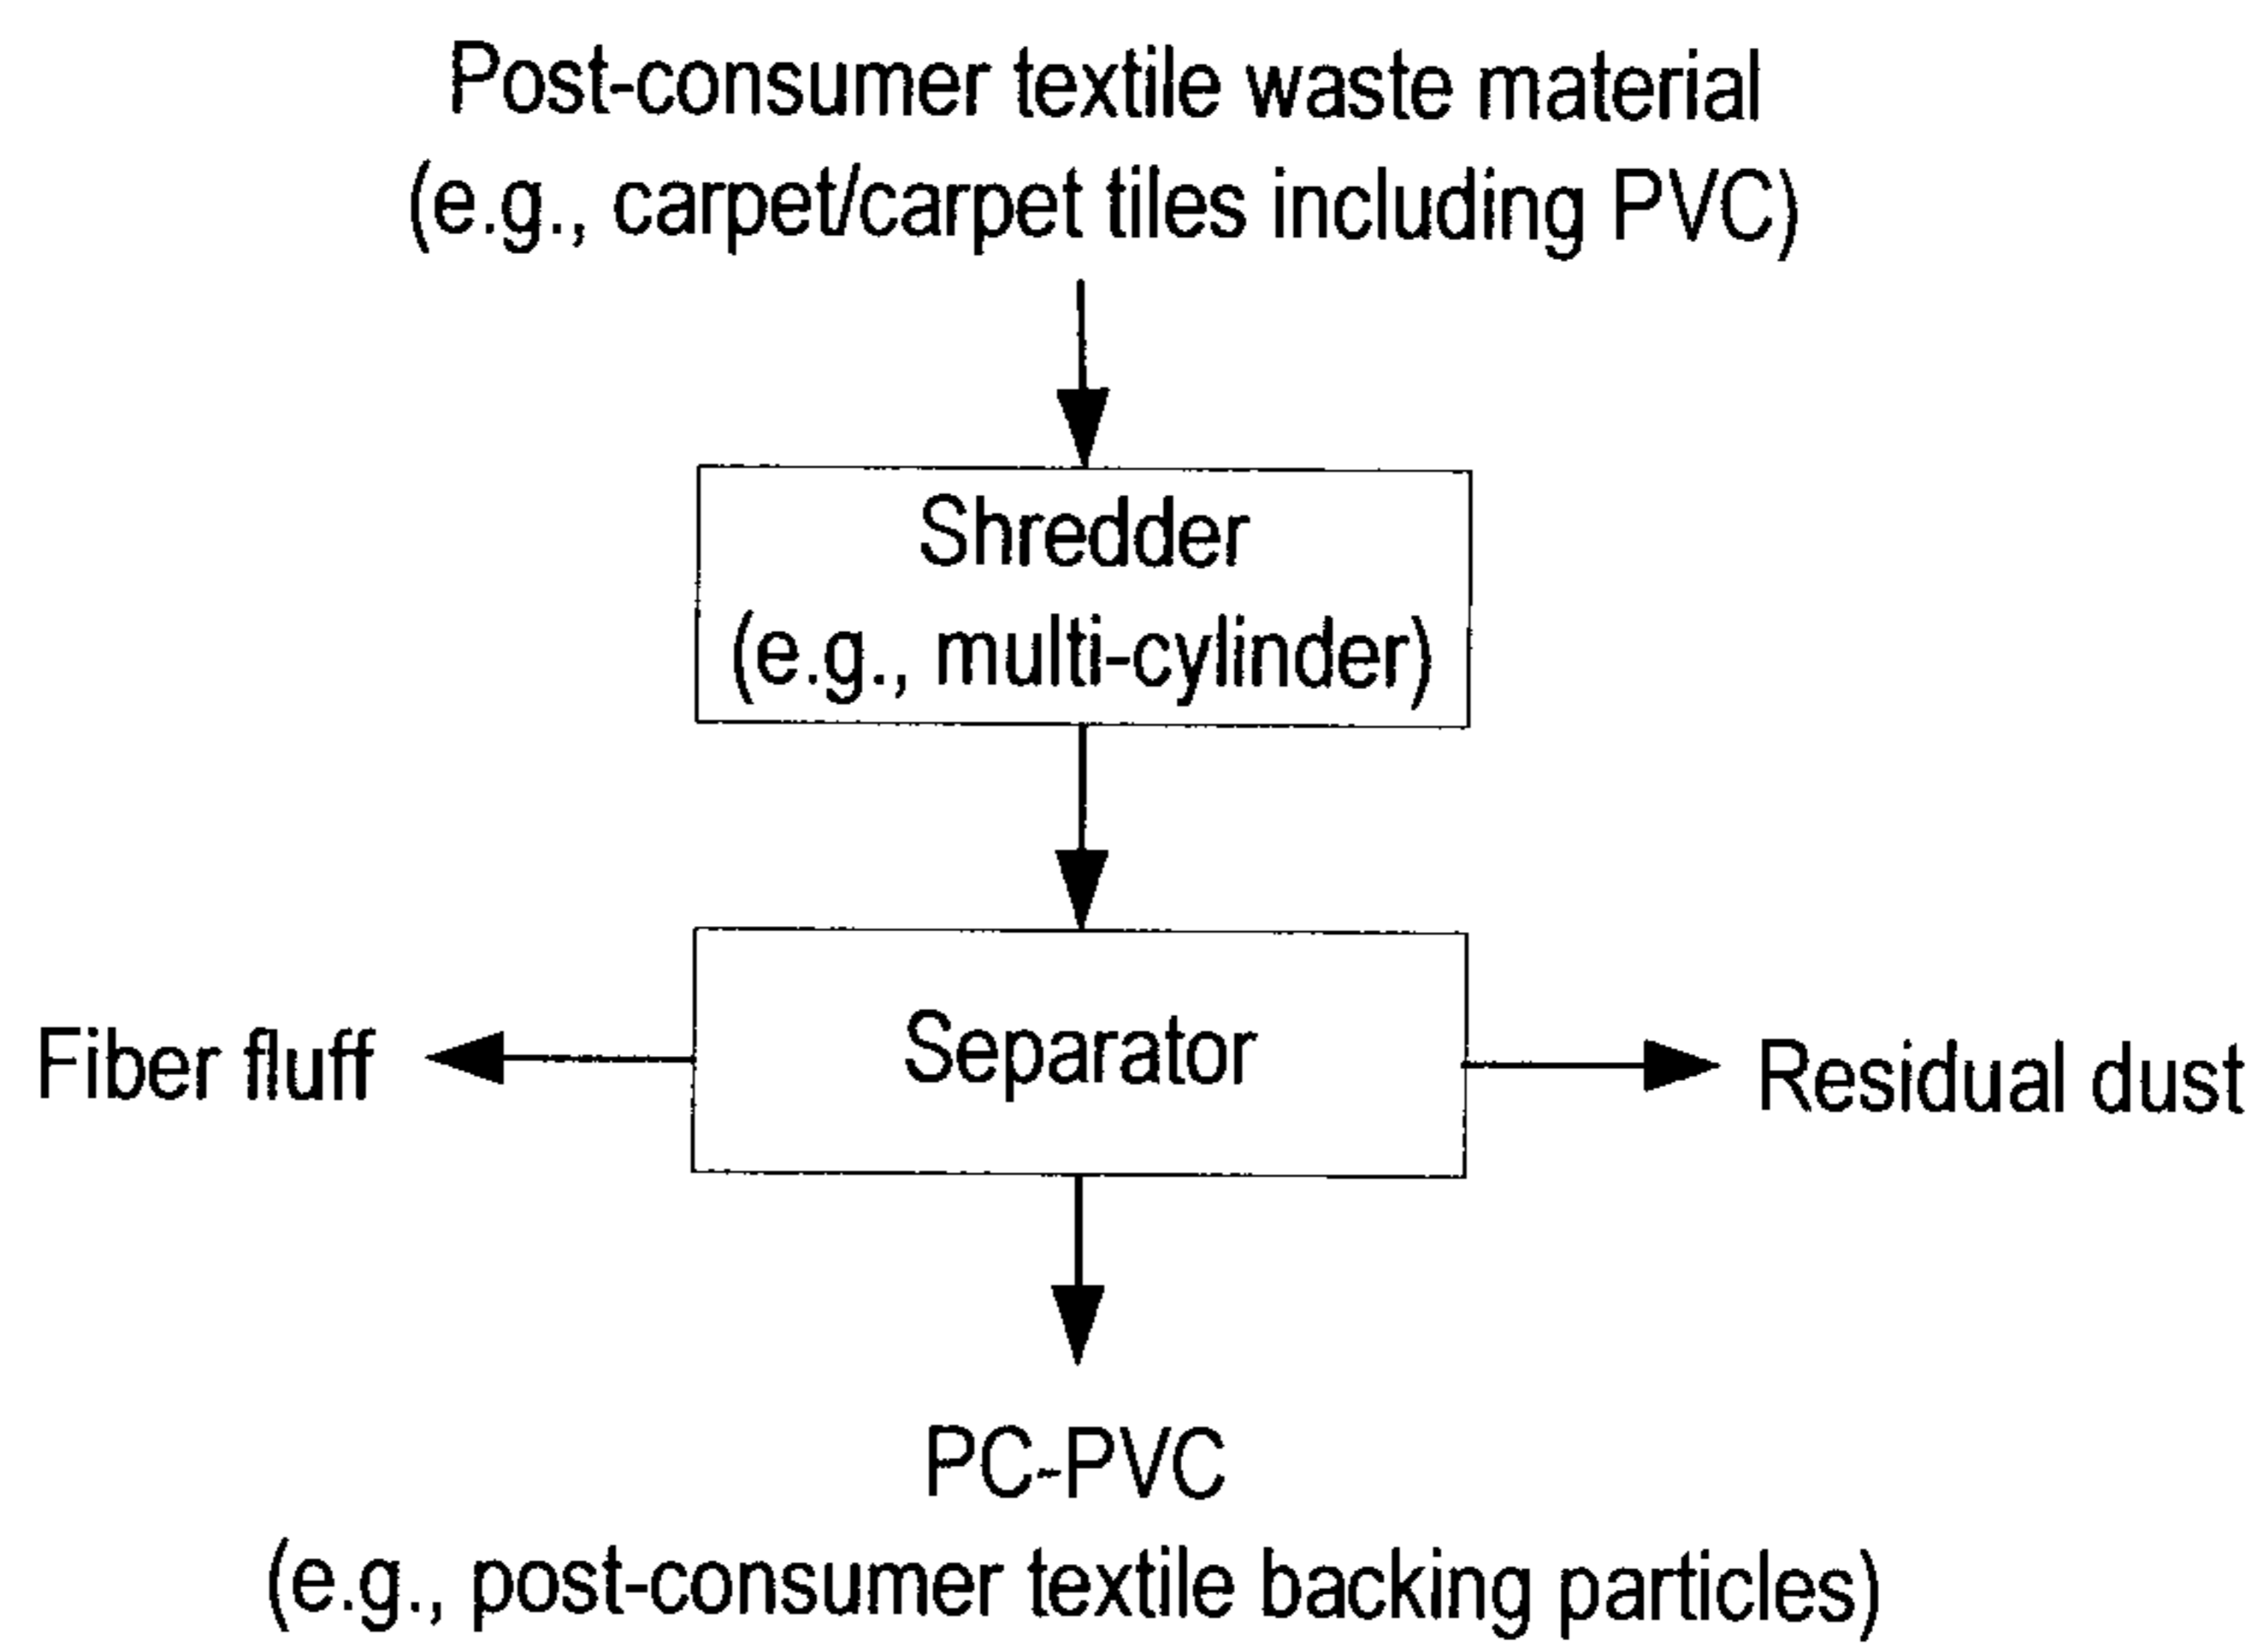 Post-consumer textile waste material
(e.g., carpet/carpet tiles including PVC)
Shredder
(e.g., multi-cylinder)
Separator
Fiber fluff
Residual dust
PC-PVC
(e.g., post-consumer textile backing particles)